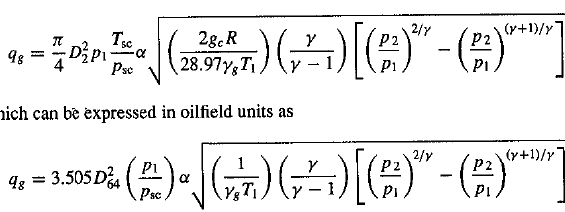 q_g = \frac{\pi}{4} D_2^2 p_1 \frac{T_{sc}}{p_{sc}} \alpha \sqrt{\left(\frac{2g_c R}{28.97\gamma_g T_1}\right)\left(\frac{\gamma}{\gamma - 1}\right)\left[\left(\frac{p_2}{p_1}\right)^{2/\gamma} - \left(\frac{p_2}{p_1}\right)^{(\gamma+1)/\gamma}\right]}
nich can be expressed in oilfield units as
q_g = 3.505 D_{64}^2 \left(\frac{p_1}{p_{sc}}\right) \alpha \sqrt{\left(\frac{1}{\gamma_g T_1}\right)\left(\frac{\gamma}{\gamma - 1}\right)\left[\left(\frac{p_2}{p_1}\right)^{2/\gamma} - \left(\frac{p_2}{p_1}\right)^{(\gamma+1)/\gamma}\right]}